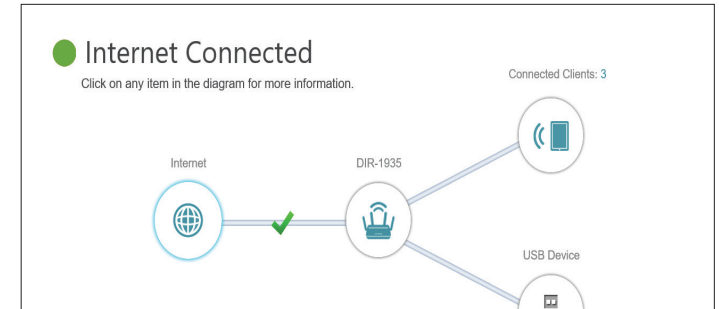 Internet Connected
Click on any item in the diagram for more information.
Connected Clients: 3
Internet
DIR-1935
USB Device